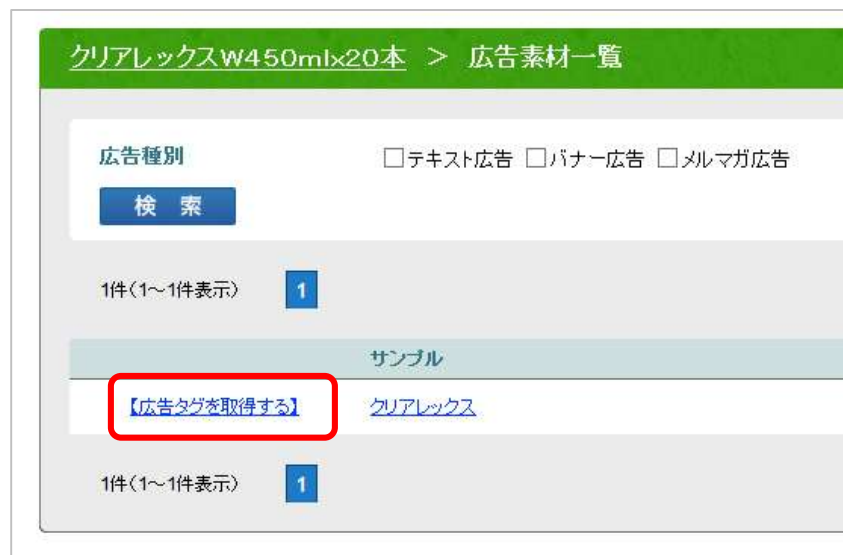 クリアレックスW450mlx20本 > 広告素材一覧
広告種別 □テキスト広告 □バナー広告 □メルマガ広告
検 索
1件(1〜1件表示) 1
サンプル
【広告タグを取得する】 クリアレックス
1件(1〜1件表示) 1